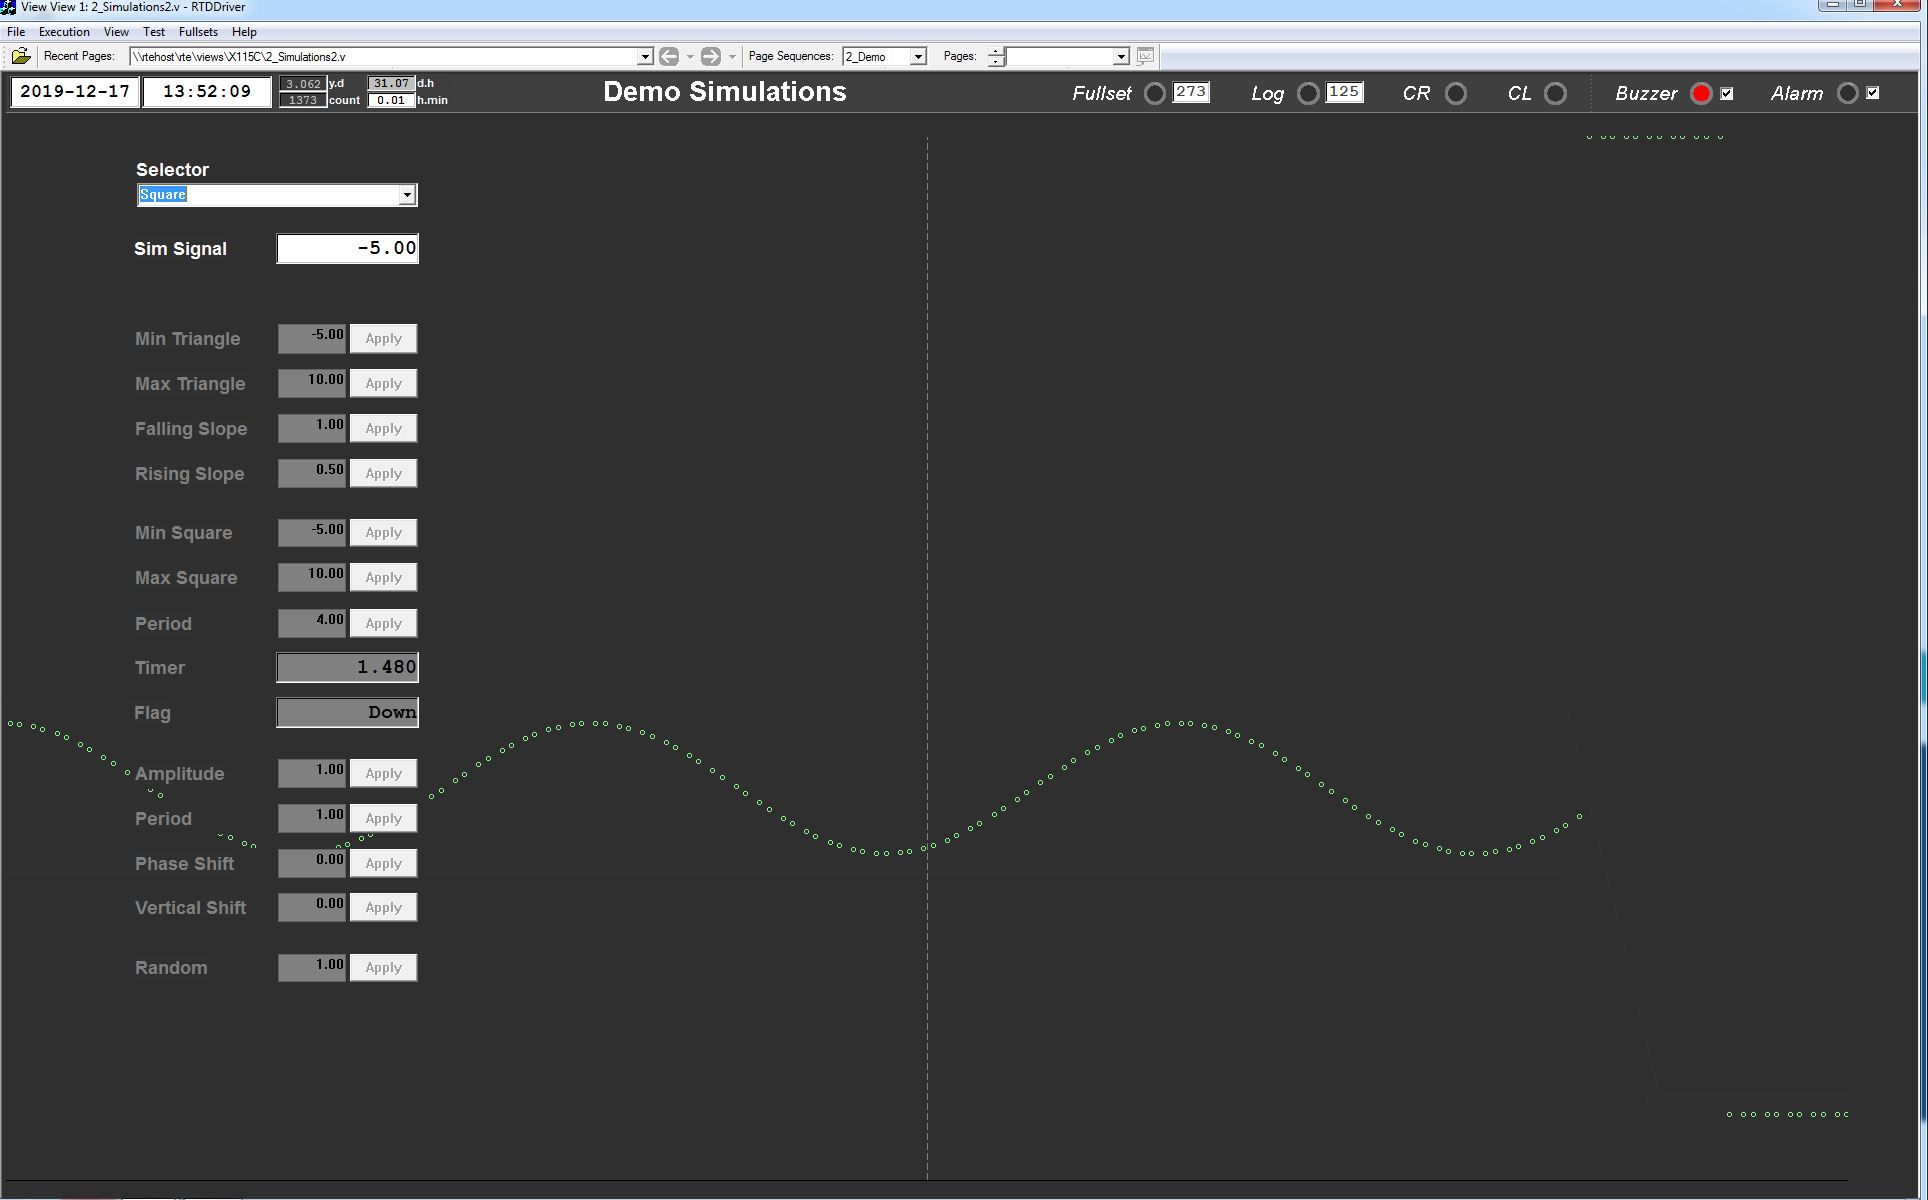 View View 1: 2_Simulations2.v - RTDDriver
File Execution View Test Fullsets Help
Recent Pages: \\rtehost\rte\views\X115C\2_Simulations2.v Page Sequences: 2_Demo Pages:
2019-12-17 13:52:09 3.062 y.d 31.07 d.h
1373 count 0.01 h.min
Demo Simulations Fullset 273 Log 125 CR CL Buzzer Alarm
Selector
Square
Sim Signal -5.00
Min Triangle -5.00 Apply
Max Triangle 10.00 Apply
Falling Slope 1.00 Apply
Rising Slope 0.50 Apply
Min Square -5.00 Apply
Max Square 10.00 Apply
Period 4.00 Apply
Timer 1.480
Flag Down
Amplitude 1.00 Apply
Period 1.00 Apply
Phase Shift 0.00 Apply
Vertical Shift 0.00 Apply
Random 1.00 Apply